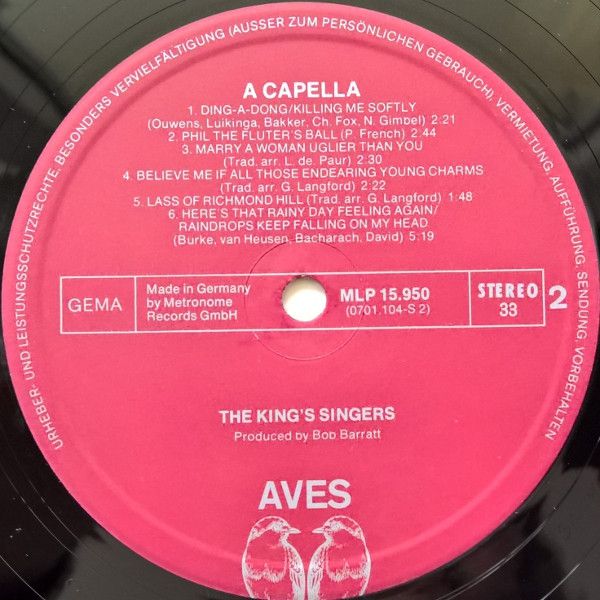 URHEBER- UND LEISTUNGSSCHUTZRECHTE, BESONDERS VERVIELFÄLTIGUNG (AUSSER ZUM PERSÖNLICHEN GEBRAUCH), VERMIETUNG, AUFFÜHRUNG, SENDUNG, VORBEHALTEN
A CAPELLA
1. DING-A-DONG/KILLING ME SOFTLY
(Ouwens, Luikinga, Bakker, Ch. Fox, N. Gimbel) 2:21
2. PHIL THE FLUTER'S BALL (P. French) 2:44
3. MARRY A WOMAN UGLIER THAN YOU
(Trad. arr. L. de. Paur) 2:30
4. BELIEVE ME IF ALL THOSE ENDEARING YOUNG CHARMS
(Trad. arr. G. Langford) 2:22
5. LASS OF RICHMOND HILL (Trad. arr. G. Langford) 1:48
6. HERE'S THAT RAINY DAY FEELING AGAIN/
RAINDROPS KEEP FALLING ON MY HEAD
(Burke, van Heusen, Bacharach, David) 5:19
GEMA
Made in Germany
by Metronome
Records GmbH
MLP 15.950
(0701.104-S 2)
STEREO
33
2
THE KING'S SINGERS
Produced by Bob Barratt
AVES